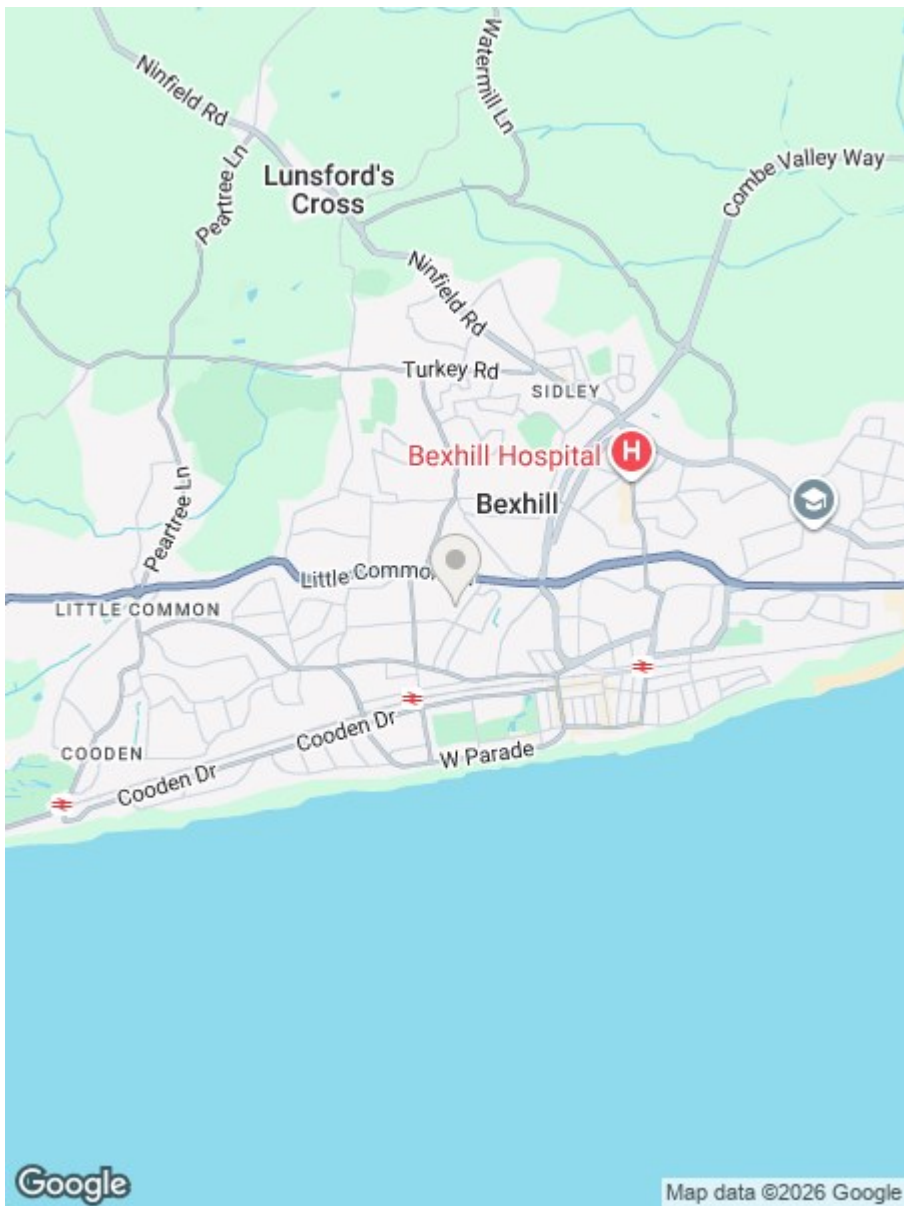 Ninfield Rd
Watermill Ln
Combe Valley Way
Peartree Ln
Lunsford's
Cross
Ninfield Rd
Turkey Rd
SIDLEY
Bexhill Hospital
H
Bexhill
Peartree Ln
Little Common
LITTLE COMMON
Cooden Dr
COODEN
W Parade
Cooden Dr
Google
Map data ©2026 Google